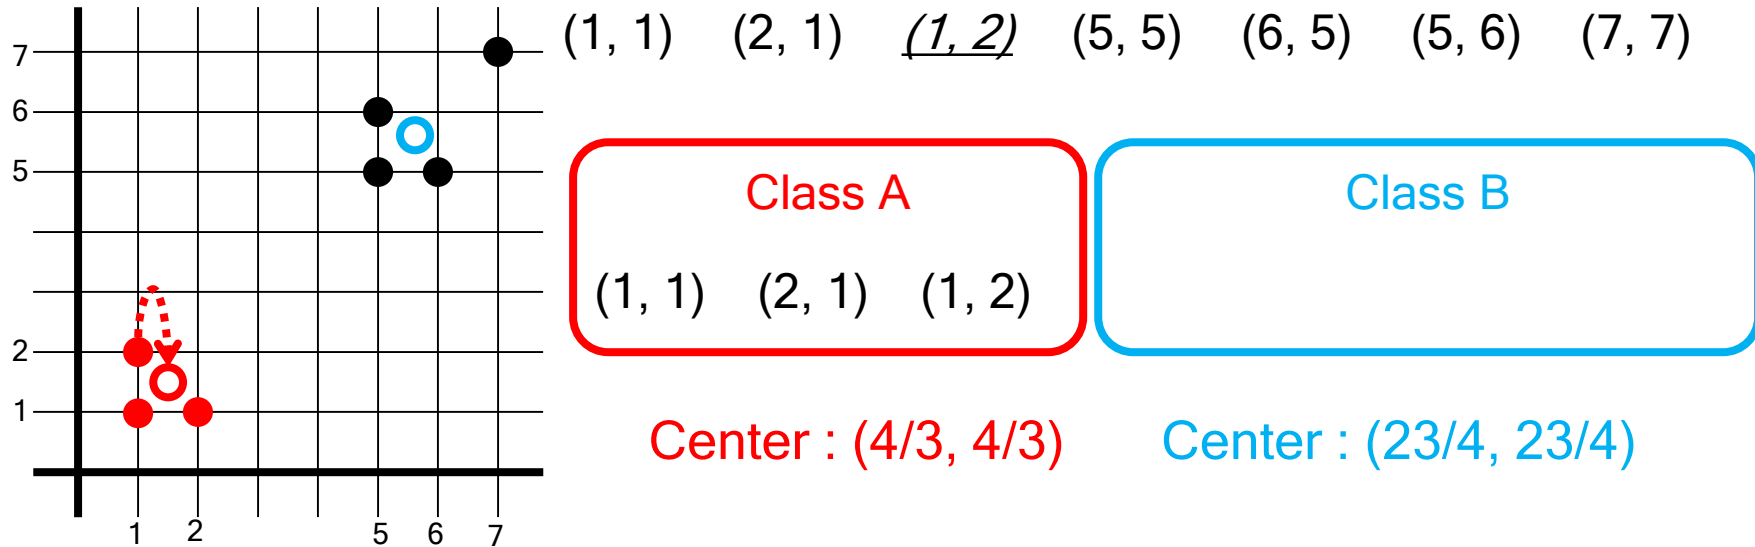 (1, 1) (2, 1) (1, 2) (5, 5) (6, 5) (5, 6) (7, 7)
7
6
5
2
1
1 2 5 6 7
Class A
(1, 1) (2, 1) (1, 2)
Center : (4/3, 4/3)
Class B
Center : (23/4, 23/4)